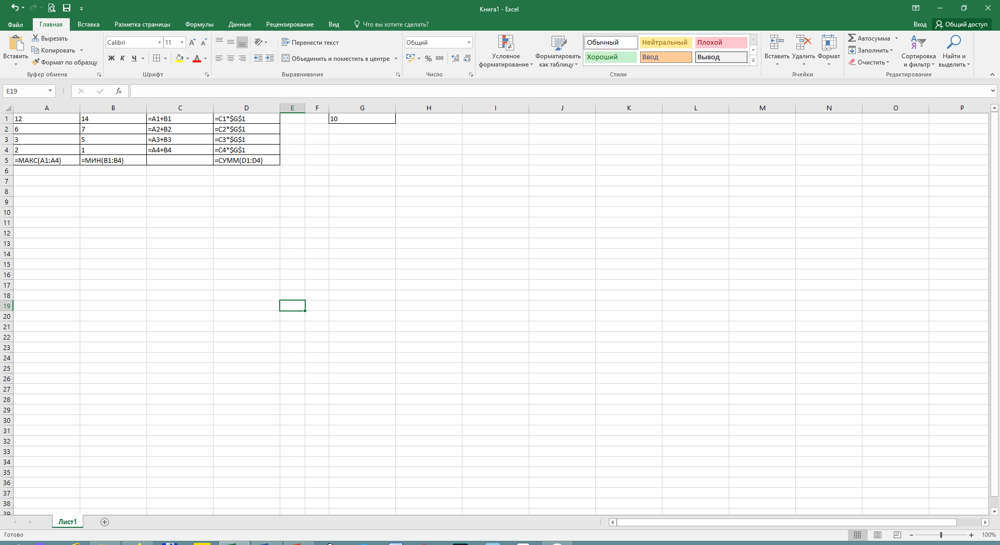 Книга1 - Excel
Файл Главная Вставка Разметка страницы Формулы Данные Рецензирование Вид Что вы хотите сделать? Вход Общий доступ
Вставить
Вырезать
Копировать
Формат по образцу
Буфер обмена
Calibri 11
Ж К Ч
Шрифт
Перенести текст
Объединить и поместить в центре
Выравнивание
Общий
% 000
Число
Условное форматирование
Форматировать как таблицу
Обычный Нейтральный Плохой
Хороший Ввод Вывод
Стили
Вставить Удалить Формат
Ячейки
Автосумма
Заполнить
Очистить
Сортировка и фильтр
Найти и выделить
Редактирование
E19 fx
A B C D E F G H I J K L M N O P
1 12 14 =A1+B1 =C1*$G$1 10
2 6 7 =A2+B2 =C2*$G$1
3 3 5 =A3+B3 =C3*$G$1
4 2 1 =A4+B4 =C4*$G$1
5 =МАКС(A1:A4) =МИН(B1:B4) =СУММ(D1:D4)
6
7
8
9
10
11
12
13
14
15
16
17
18
19
20
21
22
23
24
25
26
27
28
29
30
31
32
33
34
35
36
37
38
39
Лист1
Готово 100%